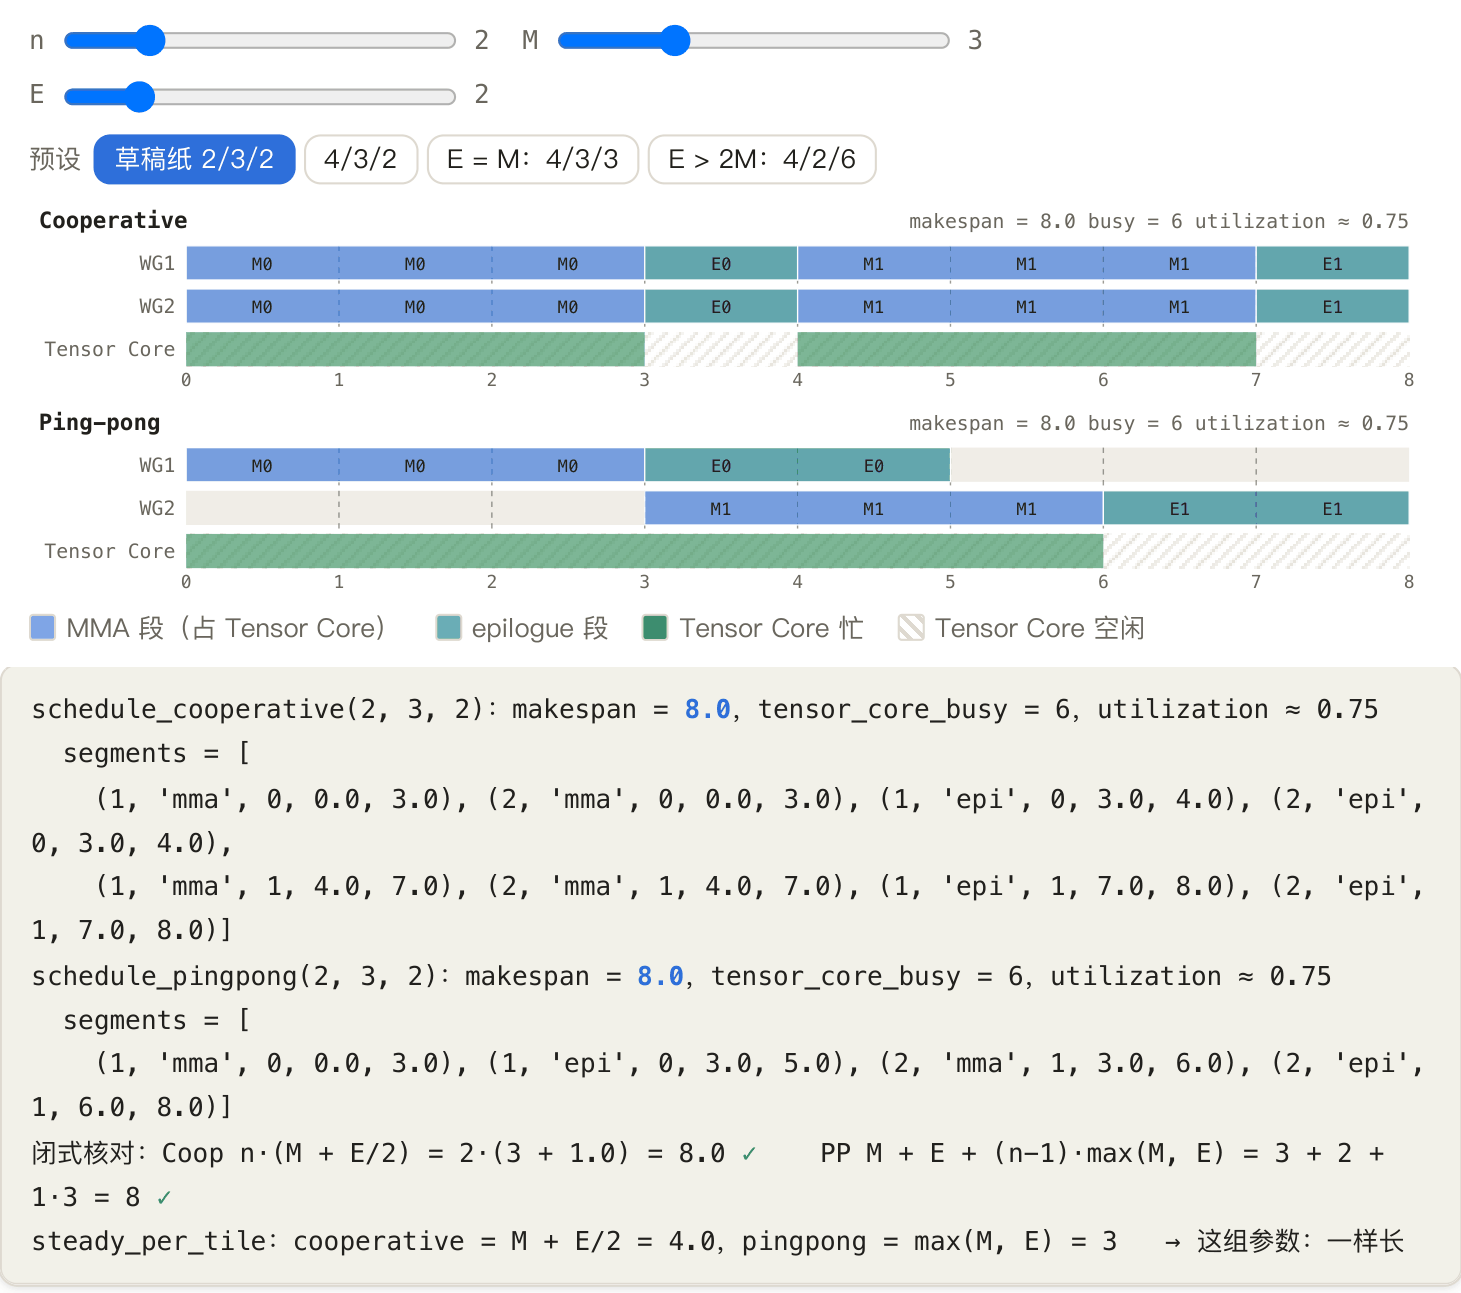 n 2 M 3
E 2
预设 草稿纸 2/3/2 4/3/2 E = M：4/3/3 E > 2M：4/2/6
Cooperative makespan = 8.0 busy = 6 utilization ≈ 0.75
WG1 M0 M0 M0 E0 M1 M1 M1 E1
WG2 M0 M0 M0 E0 M1 M1 M1 E1
Tensor Core
0 1 2 3 4 5 6 7 8
Ping-pong makespan = 8.0 busy = 6 utilization ≈ 0.75
WG1 M0 M0 M0 E0 E0
WG2 M1 M1 M1 E1 E1
Tensor Core
0 1 2 3 4 5 6 7 8
MMA 段（占 Tensor Core） epilogue 段 Tensor Core 忙 Tensor Core 空闲
schedule_cooperative(2, 3, 2)：makespan = 8.0, tensor_core_busy = 6, utilization ≈ 0.75
segments = [
(1, 'mma', 0, 0.0, 3.0), (2, 'mma', 0, 0.0, 3.0), (1, 'epi', 0, 3.0, 4.0), (2, 'epi',
0, 3.0, 4.0),
(1, 'mma', 1, 4.0, 7.0), (2, 'mma', 1, 4.0, 7.0), (1, 'epi', 1, 7.0, 8.0), (2, 'epi',
1, 7.0, 8.0)]
schedule_pingpong(2, 3, 2)：makespan = 8.0, tensor_core_busy = 6, utilization ≈ 0.75
segments = [
(1, 'mma', 0, 0.0, 3.0), (1, 'epi', 0, 3.0, 5.0), (2, 'mma', 1, 3.0, 6.0), (2, 'epi',
1, 6.0, 8.0)]
闭式核对：Coop n·(M + E/2) = 2·(3 + 1.0) = 8.0 ✓ PP M + E + (n−1)·max(M, E) = 3 + 2 +
1·3 = 8 ✓
steady_per_tile：cooperative = M + E/2 = 4.0, pingpong = max(M, E) = 3 → 这组参数：一样长